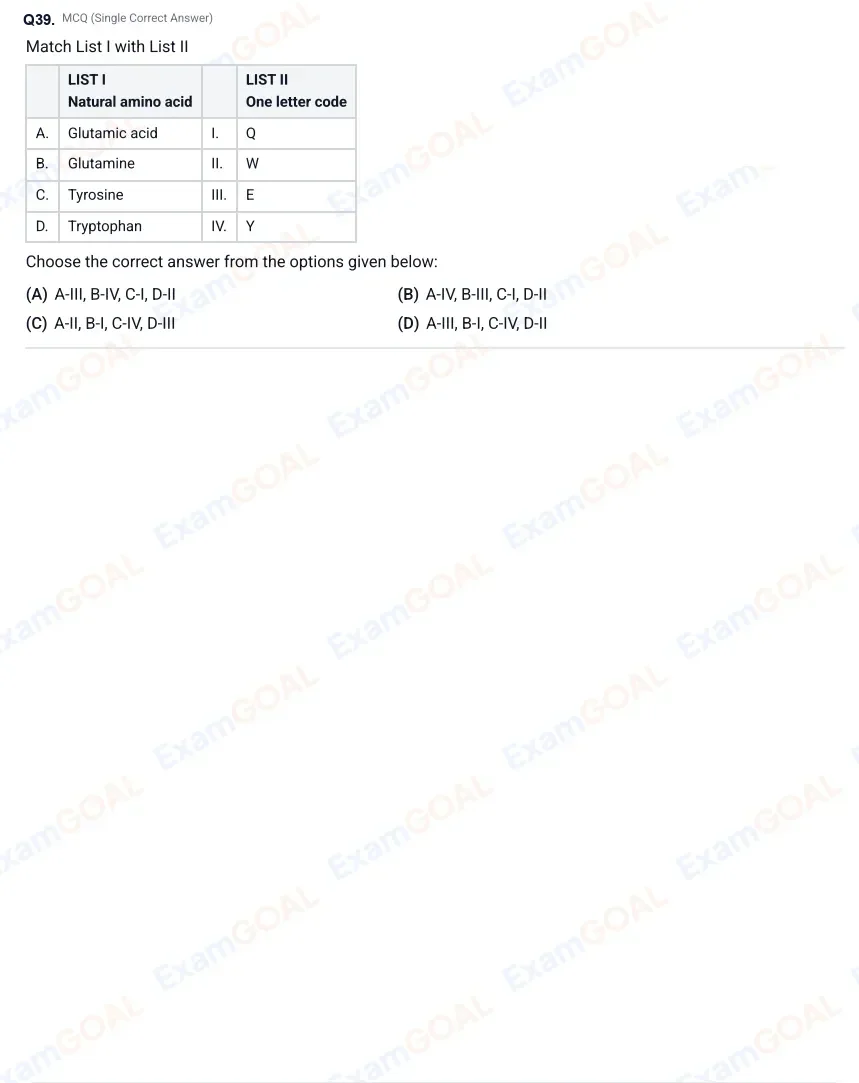 Q39. MCQ (Single Correct Answer)
Match List I with List II
LIST I
Natural amino acid
LIST II
One letter code
A. Glutamic acid I. Q
B. Glutamine II. W
C. Tyrosine III. E
D. Tryptophan IV. Y
Choose the correct answer from the options given below:
(A) A-III, B-IV, C-I, D-II (B) A-IV, B-III, C-I, D-II
(C) A-II, B-I, C-IV, D-III (D) A-III, B-I, C-IV, D-II
ExamGOAL